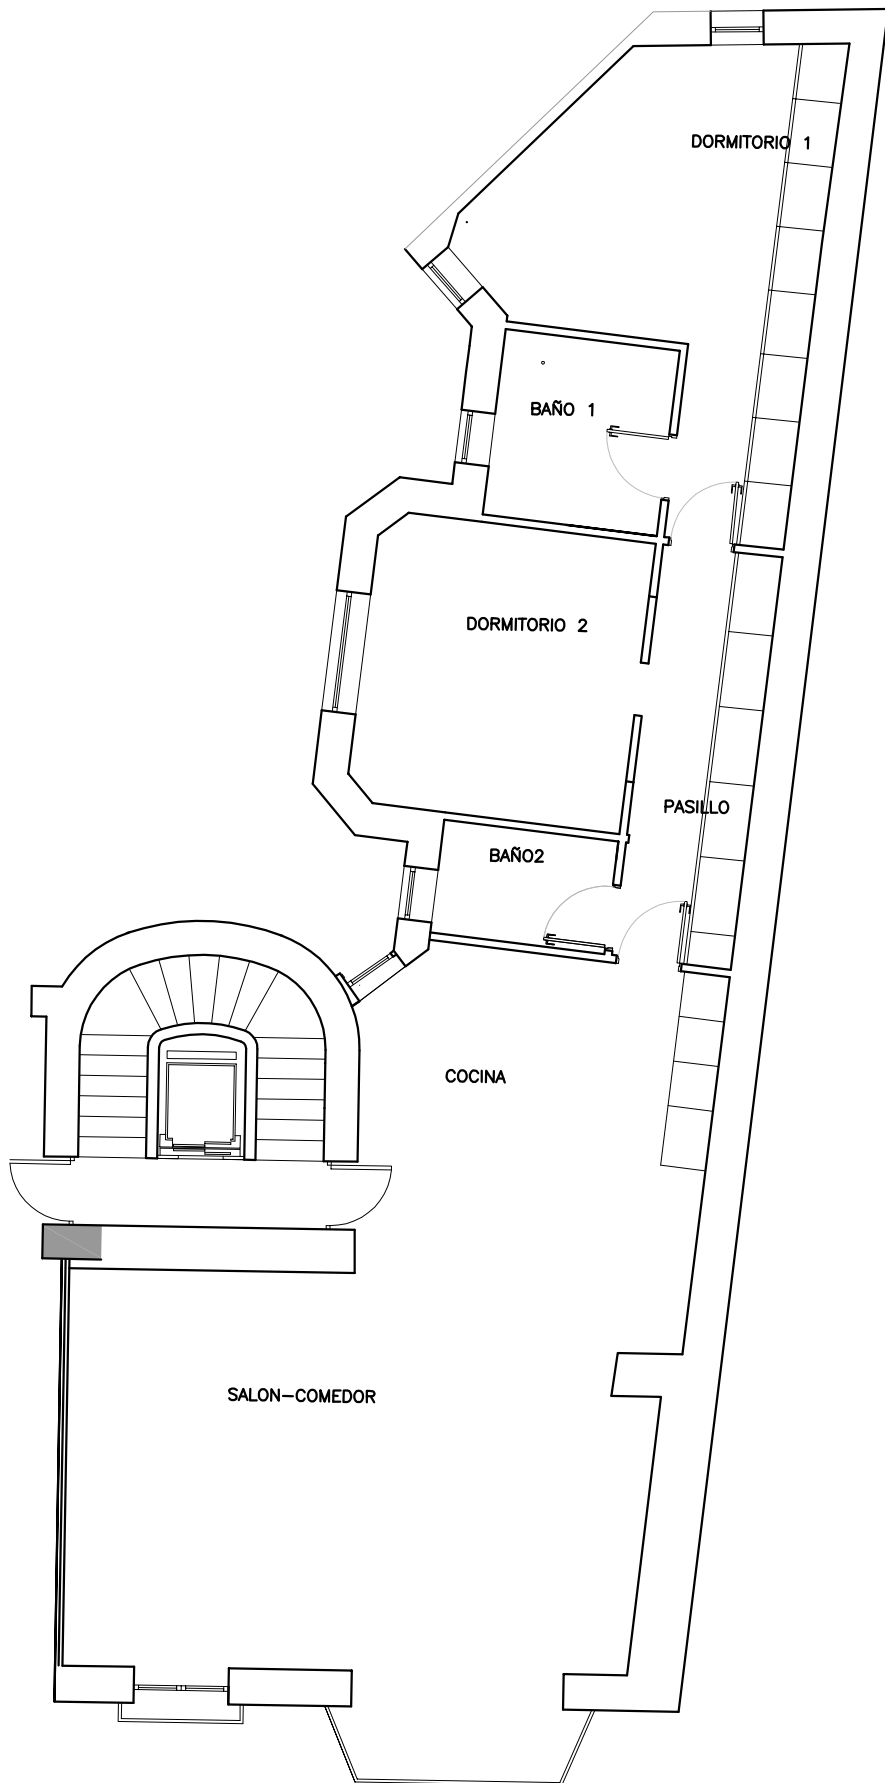 DORMITORIO 1
BAÑO 1
DORMITORIO 2
PASILLO
BAÑO2
COCINA
SALON-COMEDOR